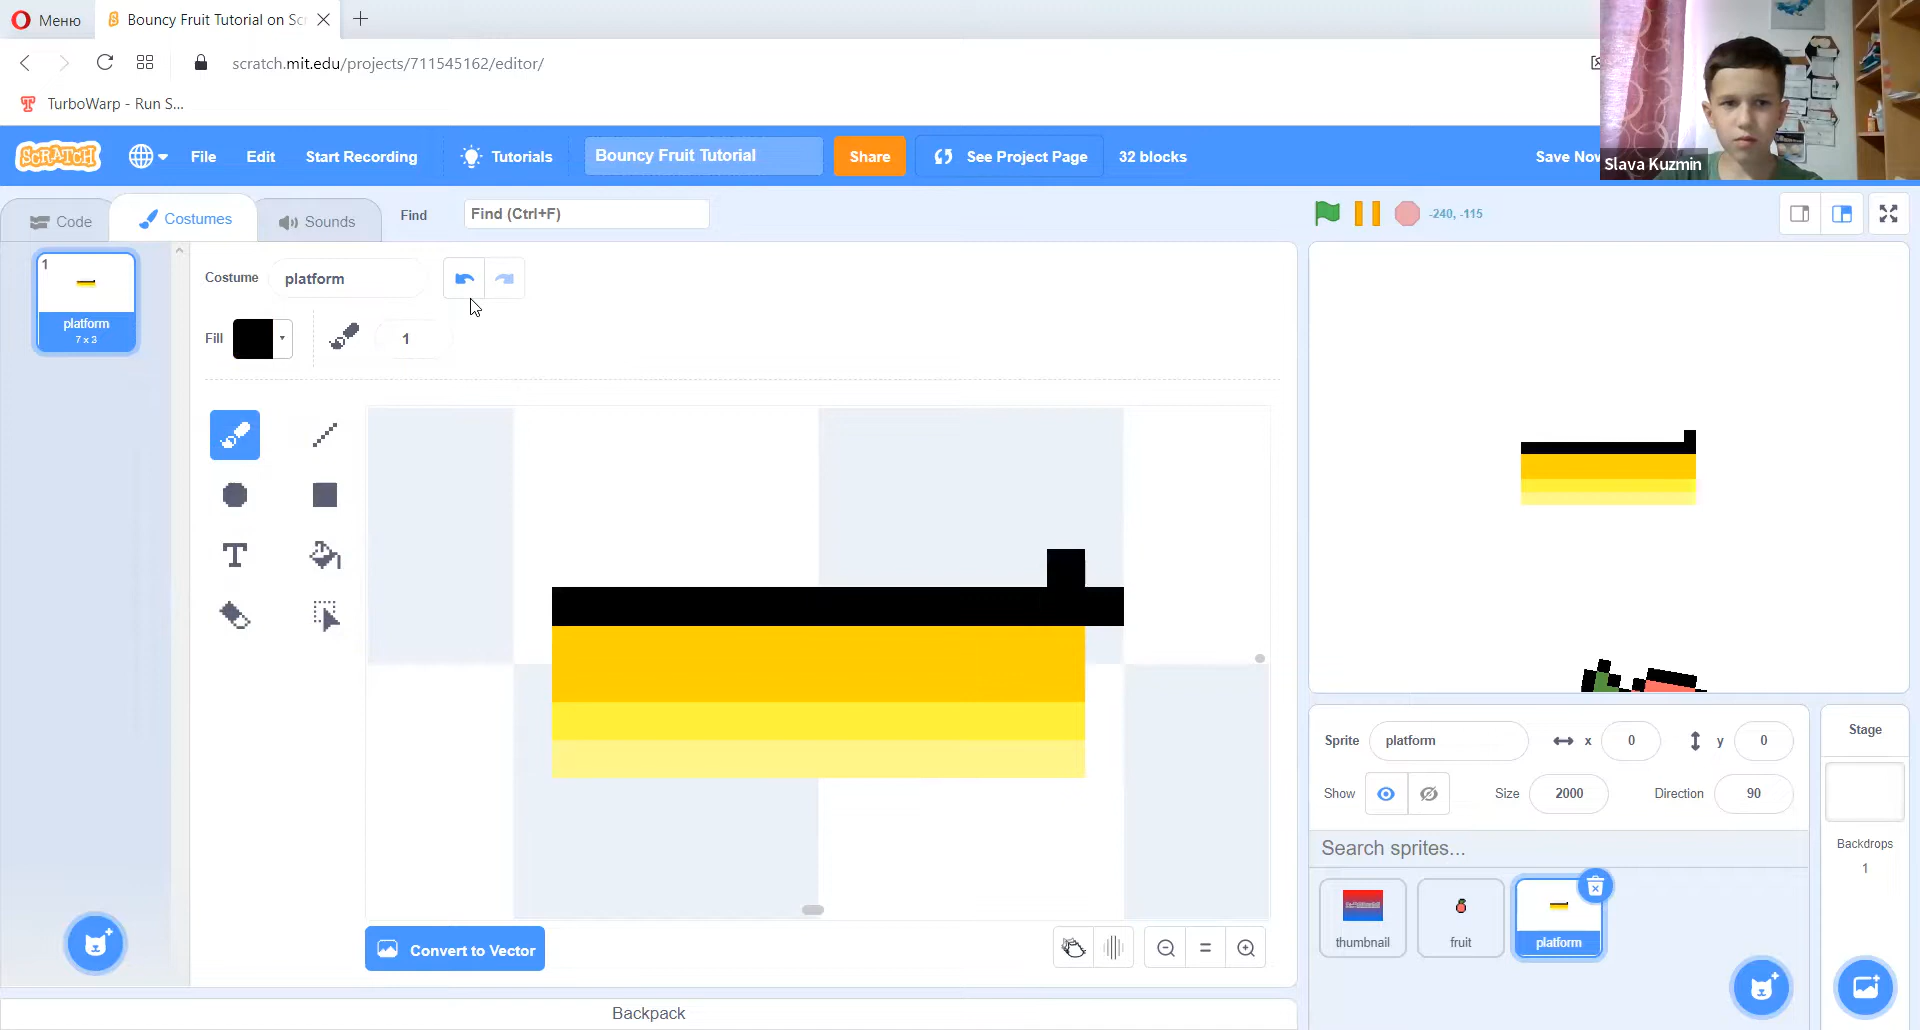 Меню
Bouncy Fruit Tutorial on Sc
scratch.mit.edu/projects/711545162/editor/
TurboWarp - Run S...
Slava Kuzmin
SCRATCH
File
Edit
Start Recording
Tutorials
Bouncy Fruit Tutorial
Share
See Project Page
32 blocks
Save Now
Code
Costumes
Sounds
Find
Find (Ctrl+F)
-240, -115
1
platform
7 x 3
Costume
platform
Fill
1
T
Convert to Vector
Backpack
Sprite
platform
x
0
y
0
Show
Size
2000
Direction
90
Search sprites...
thumbnail
fruit
platform
Stage
Backdrops
1